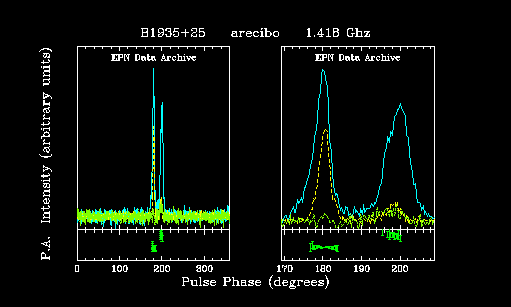 B1935+25 arecibo 1.418 Ghz
EPN Data Archive EPN Data Archive
P.A. Intensity (arbitrary units)
0 100 200 300 170 180 190 200
Pulse Phase (degrees)